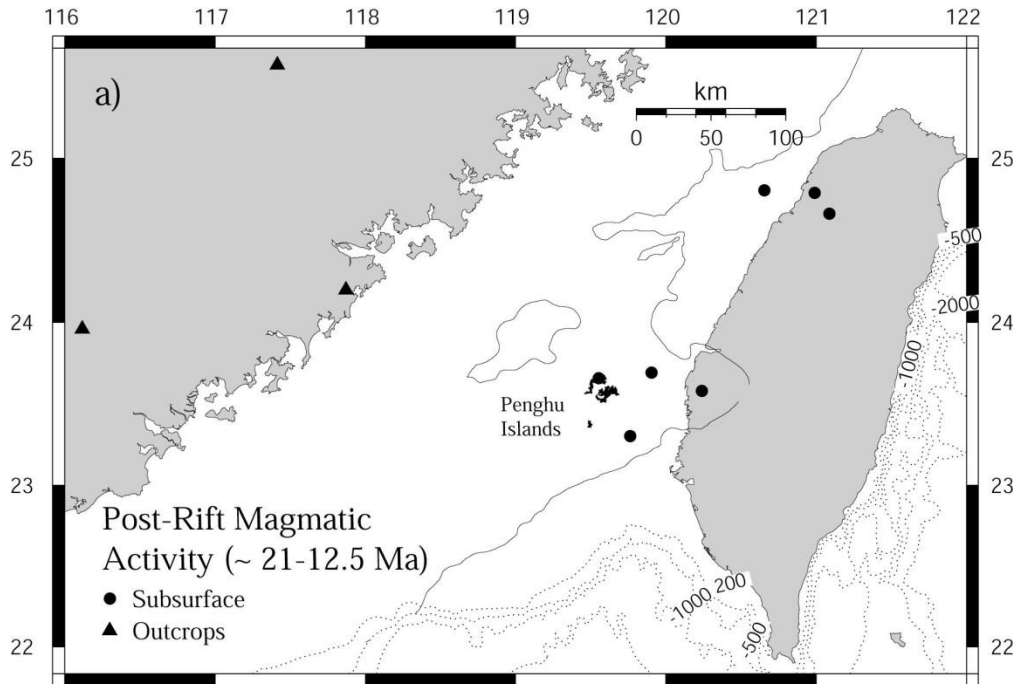 116 117 118 119 120 121 122
a)
km
0 50 100
25 25
-500
-2000
24 24
-1000
Penghu
Islands
23 23
Post-Rift Magmatic
Activity (~ 21-12.5 Ma)
Subsurface
Outcrops
-1000 200
-500
22 22